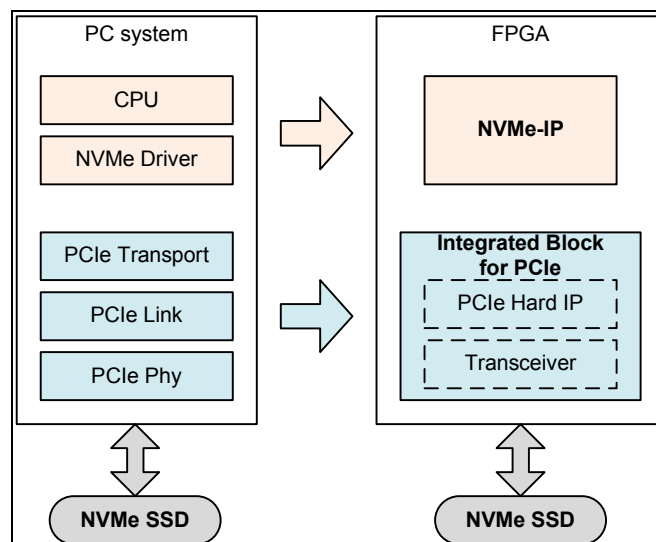 PC system
CPU
NVMe Driver
PCIe Transport
PCIe Link
PCIe Phy
NVMe SSD
FPGA
NVMe-IP
Integrated Block
for PCIe
PCIe Hard IP
Transceiver
NVMe SSD